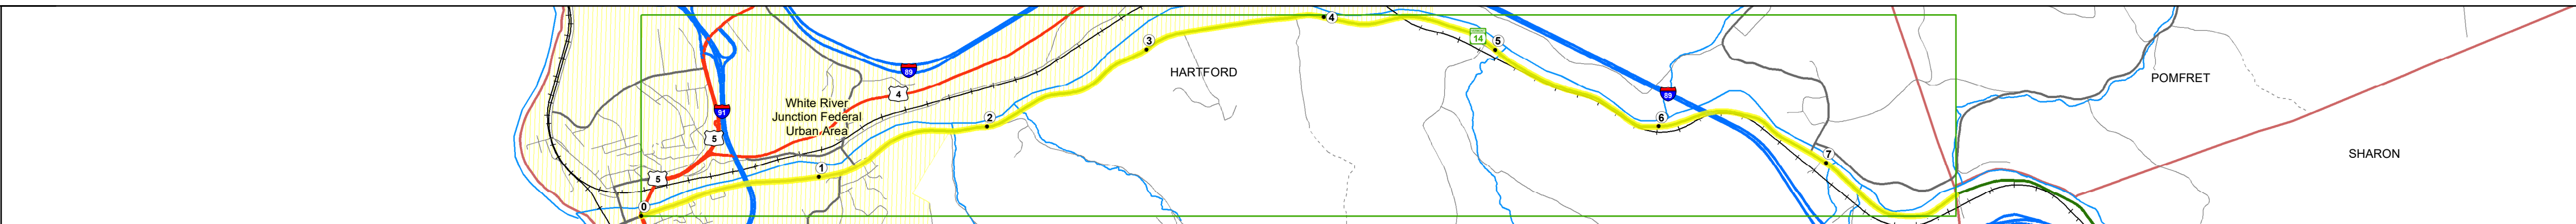 4
3
14
5
89
HARTFORD
POMFRET
4
89
White River
Junction Federal
Urban Area
91
2
6
5
SHARON
7
1
5
0